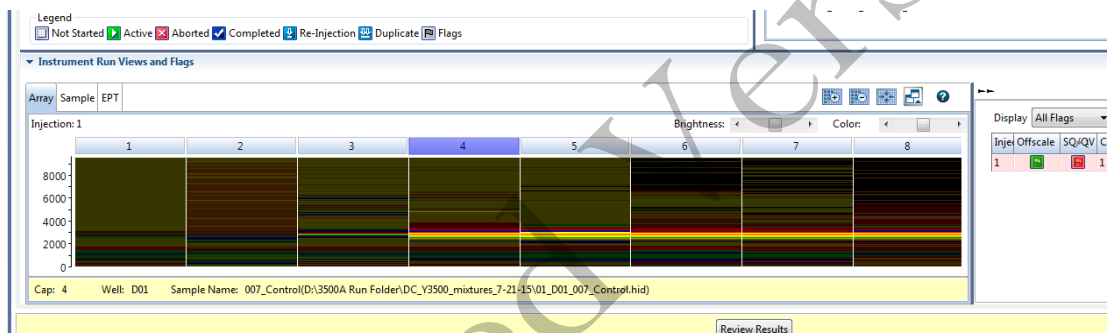 Legend
Not Started Active Aborted Completed Re-Injection Duplicate Flags
Instrument Run Views and Flags
Array Sample EPT
Injection: 1 Brightness: Color:
Display All Flags
Inje Offscale SQ/QV C
1 1
1 2 3 4 5 6 7 8
8000
6000
4000
2000
0
Cap: 4 Well: D01 Sample Name: 007_Control(D:\3500A Run Folder\DC_Y3500_mixtures_7-21-15\01_D01_007_Control.hid)
Review Results